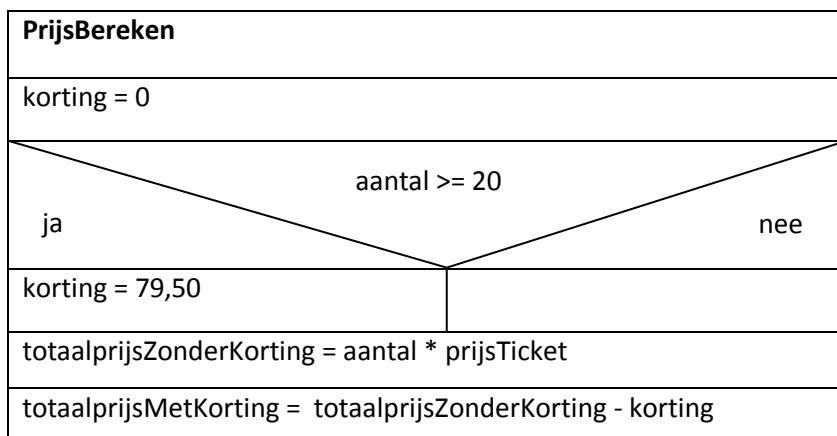 PrijsBereken
korting = 0
aantal >= 20
ja
nee
korting = 79,50
totaalprijsZonderKorting = aantal * prijsTicket
totaalprijsMetKorting = totaalprijsZonderKorting - korting